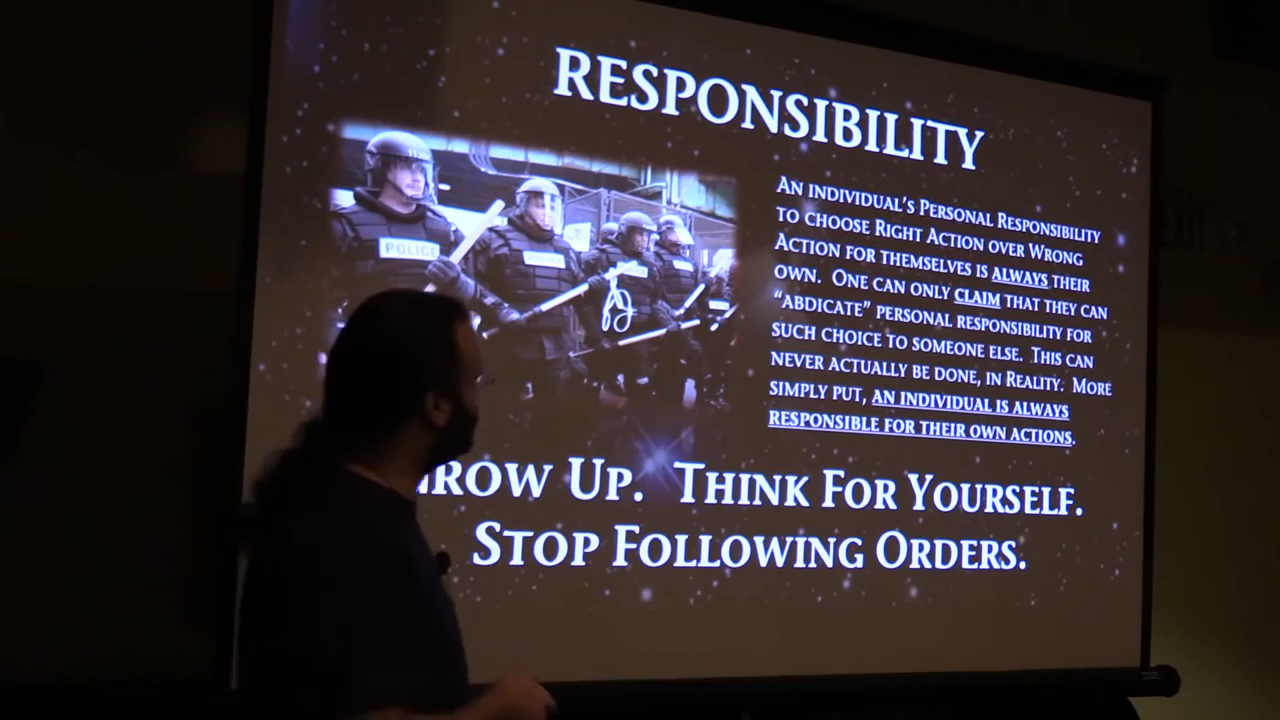 RESPONSIBILITY
POLICE
AN INDIVIDUAL'S PERSONAL RESPONSIBILITY
TO CHOOSE RIGHT ACTION OVER WRONG
ACTION FOR THEMSELVES IS ALWAYS THEIR
OWN. ONE CAN ONLY CLAIM THAT THEY CAN
"ABDICATE" PERSONAL RESPONSIBILITY FOR
SUCH CHOICE TO SOMEONE ELSE. THIS CAN
NEVER ACTUALLY BE DONE, IN REALITY. MORE
SIMPLY PUT, AN INDIVIDUAL IS ALWAYS
RESPONSIBLE FOR THEIR OWN ACTIONS.
ROW UP. THINK FOR YOURSELF.
STOP FOLLOWING ORDERS.